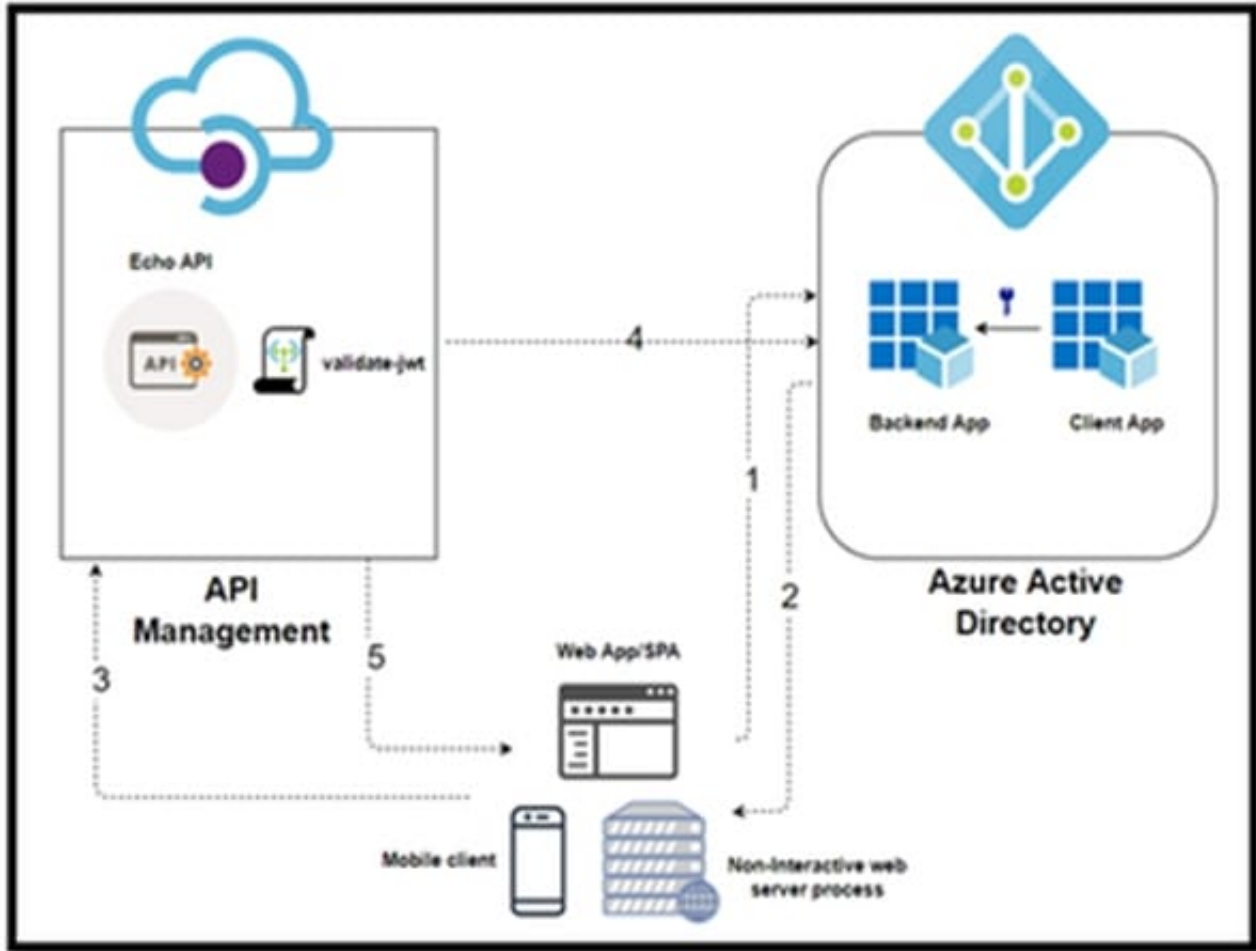 Echo API
API
validate-jwt
4
Backend App
Client App
1
2
API
Management
Azure Active
Directory
3
5
Web App/SPA
Mobile client
Non-Interactive web
server process